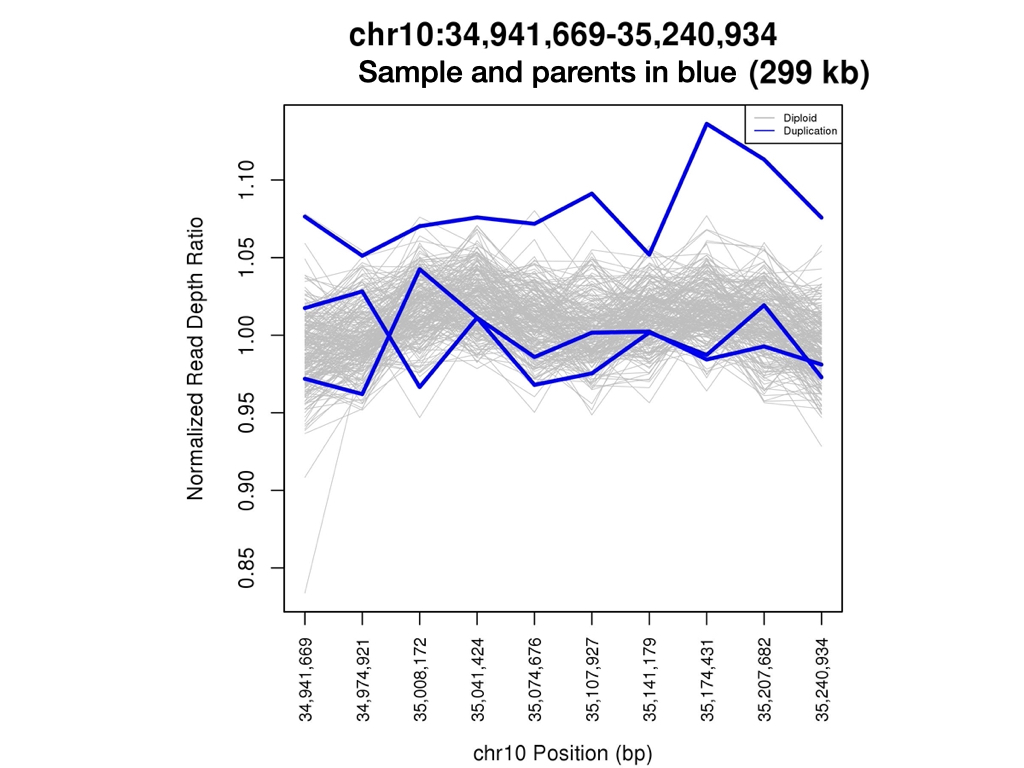 chr10:34,941,669-35,240,934
Sample and parents in blue (299 kb)
Diploid
Duplication
Normalized Read Depth Ratio
1.10
1.05
1.00
0.95
0.90
0.85
34,941,669
34,974,921
35,008,172
35,041,424
35,074,676
35,107,927
35,141,179
35,174,431
35,207,682
35,240,934
chr10 Position (bp)